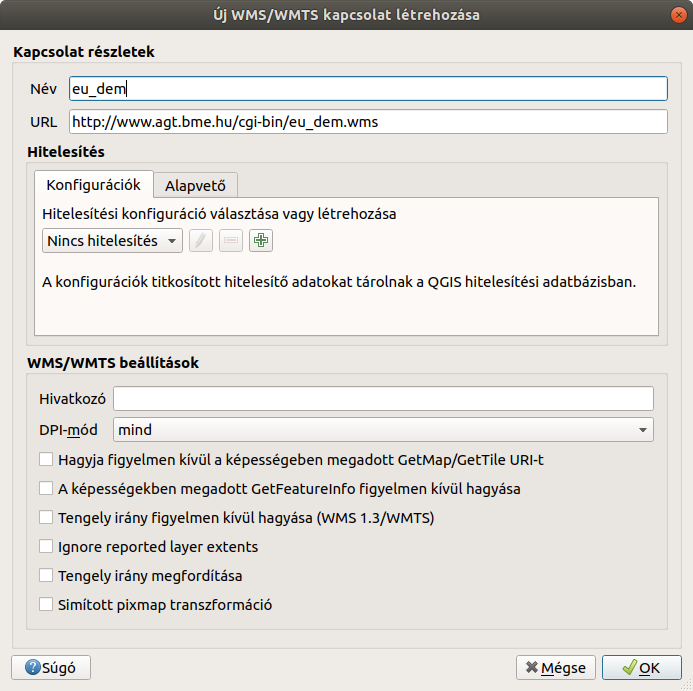 Új WMS/WMTS kapcsolat létrehozása
Kapcsolat részletek
Név eu_dem
URL http://www.agt.bme.hu/cgi-bin/eu_dem.wms
Hitelesítés
Konfigurációk Alapvető
Hitelesítési konfiguráció választása vagy létrehozása
Nincs hitelesítés
A konfigurációk titkosított hitelesítő adatokat tárolnak a QGIS hitelesítési adatbázisban.
WMS/WMTS beállítások
Hivatkozó
DPI-mód mind
Hagyja figyelmen kívül a képességeben megadott GetMap/GetTile URI-t
A képességekben megadott GetFeatureInfo figyelmen kívül hagyása
Tengely irány figyelmen kívül hagyása (WMS 1.3/WMTS)
Ignore reported layer extents
Tengely irány megfordítása
Simított pixmap transzformáció
Súgó Mégse OK